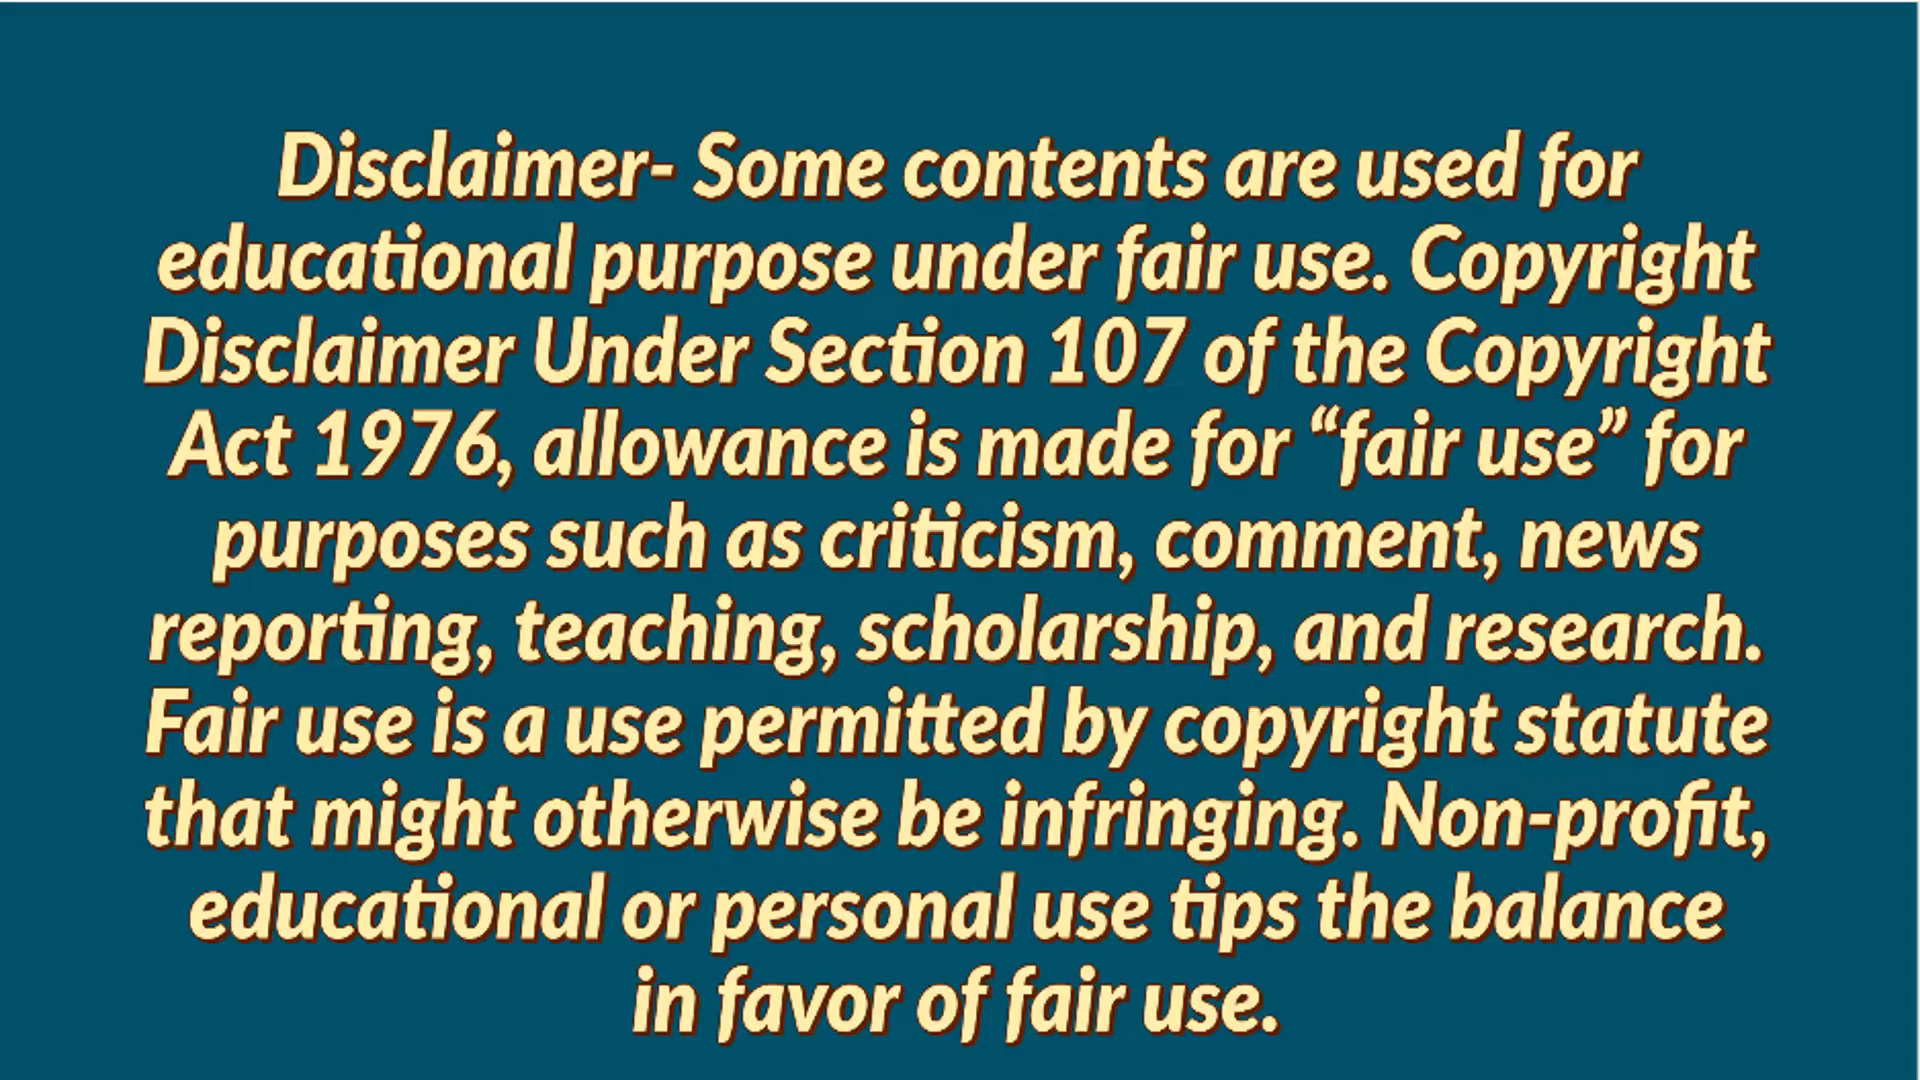 Disclaimer- Some contents are used for
educational purpose under fair use. Copyright
Disclaimer Under Section 107 of the Copyright
Act 1976, allowance is made for “fair use” for
purposes such as criticism, comment, news
reporting, teaching, scholarship, and research.
Fair use is a use permitted by copyright statute
that might otherwise be infringing. Non-profit,
educational or personal use tips the balance
in favor of fair use.